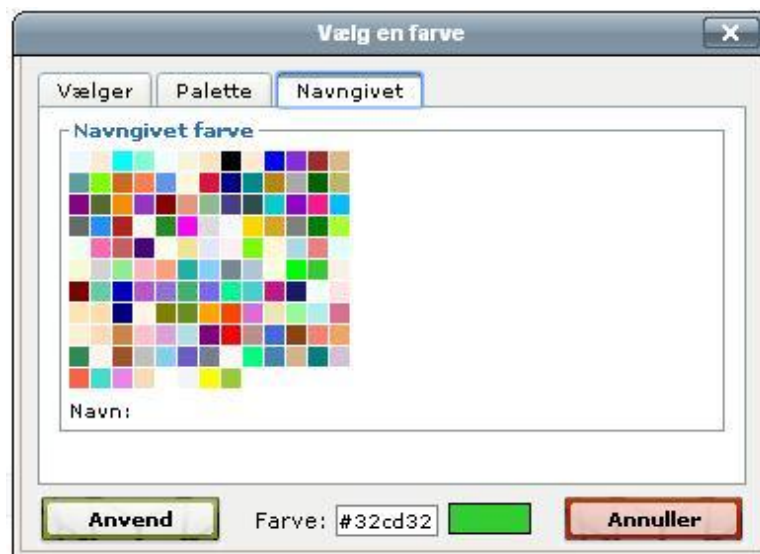 Vælg en farve
Vælger Palette Navngivet
Navngivet farve
Navn:
Anvend Farve: #32cd32 Annuller